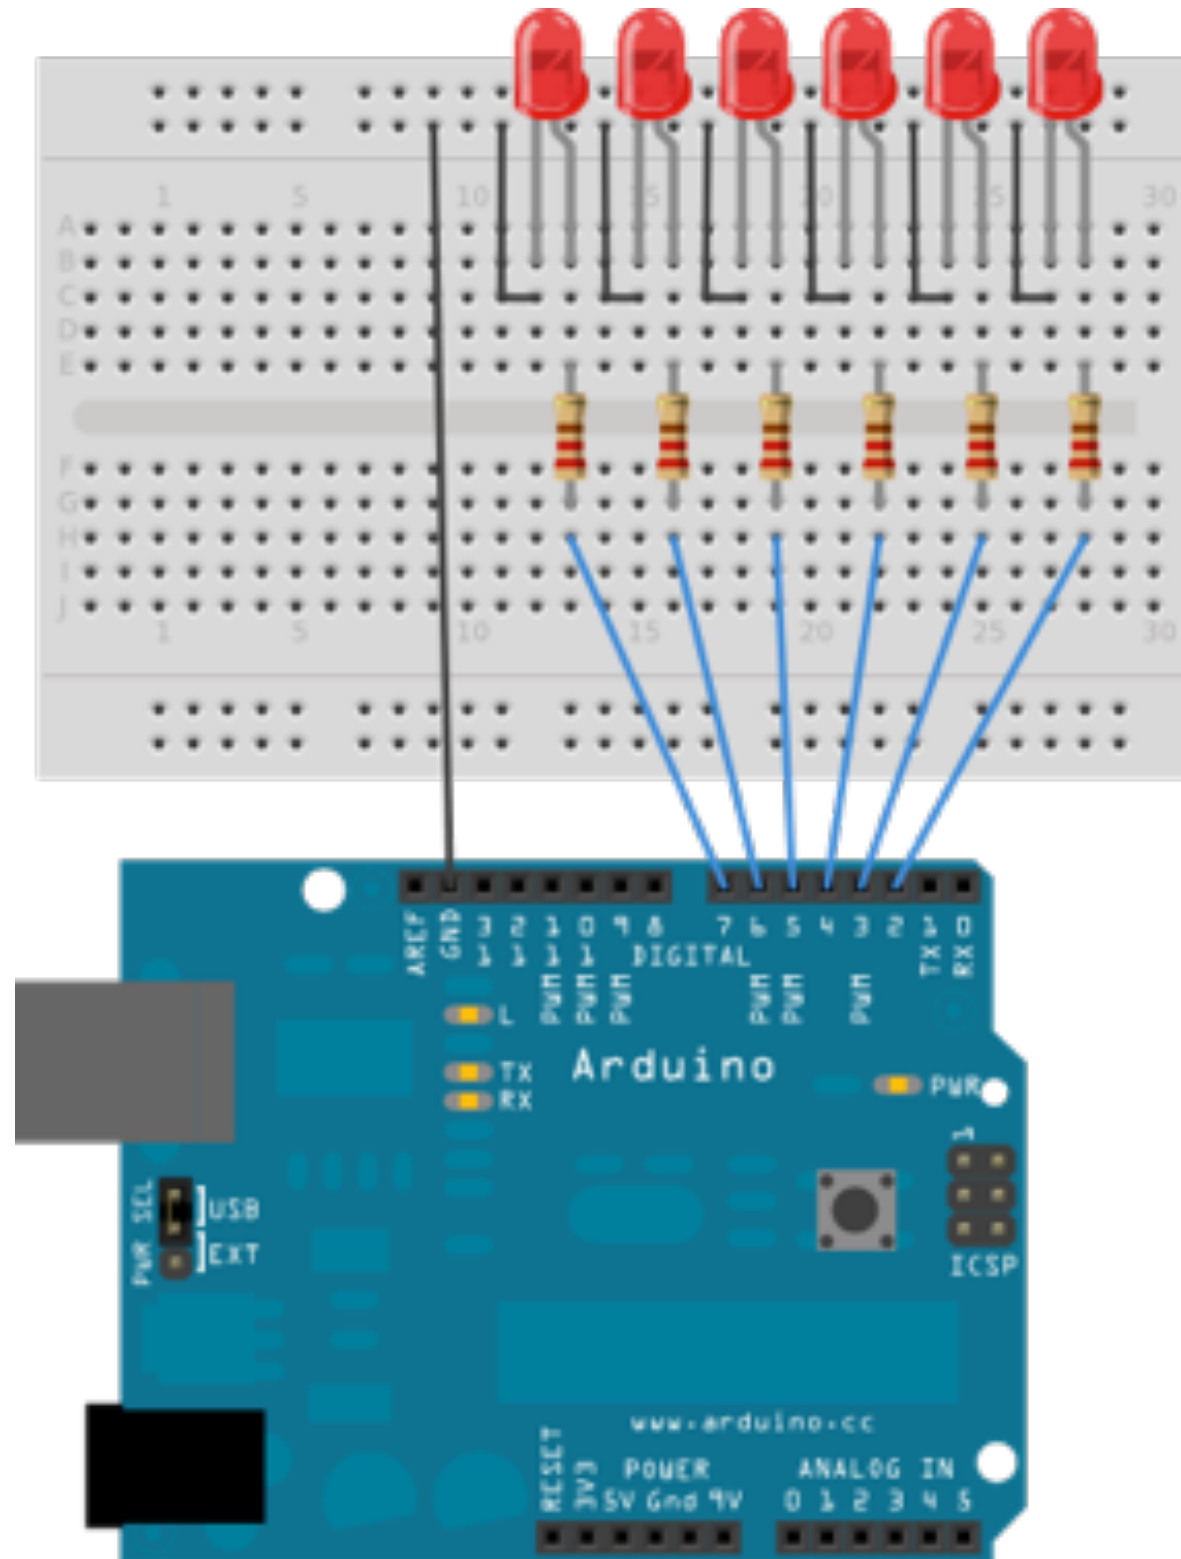 1 5 10 15 20 25 30
A
B
C
D
E
F
G
H
I
J
1 5 10 15 20 25 30
AREF GND 13 12 11 10 9 8 7 6 5 4 3 2 1 0
DIGITAL TX RX
PWM PWM PWM PWM PWM PWM
L
Arduino
TX
RX
PWR
1
PWR SEL
USB
EXT
ICSP
www.arduino.cc
RESET 3V3 POWER ANALOG IN
5V Gnd 9V 0 1 2 3 4 5